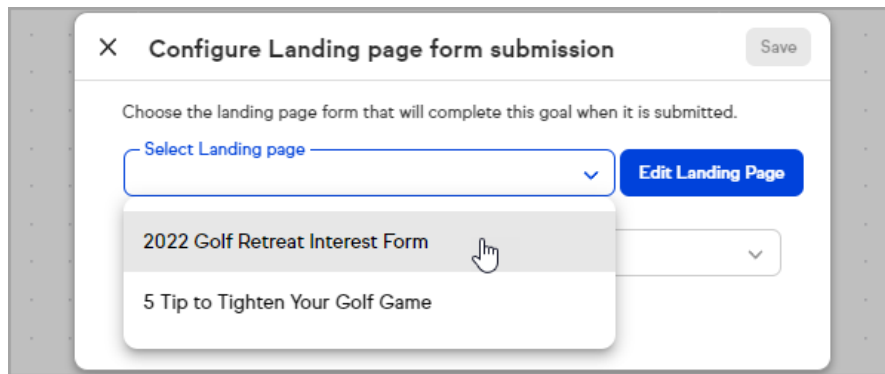 Configure Landing page form submission
Save
Choose the landing page form that will complete this goal when it is submitted.
Select Landing page
Edit Landing Page
2022 Golf Retreat Interest Form
5 Tip to Tighten Your Golf Game